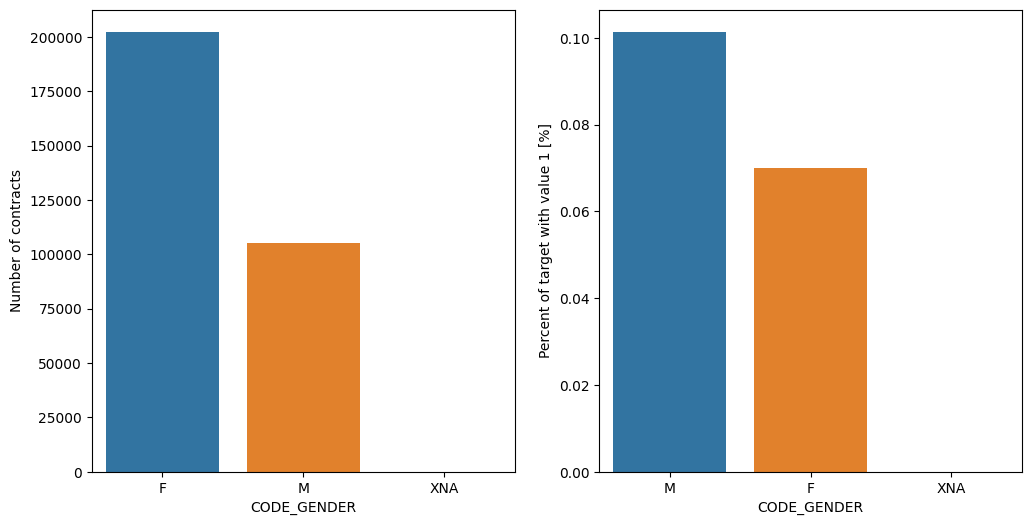 Number of contracts
200000
175000
150000
125000
100000
75000
50000
25000
0
F M XNA
CODE_GENDER
Percent of target with value 1 [%]
0.10
0.08
0.06
0.04
0.02
0.00
M F XNA
CODE_GENDER